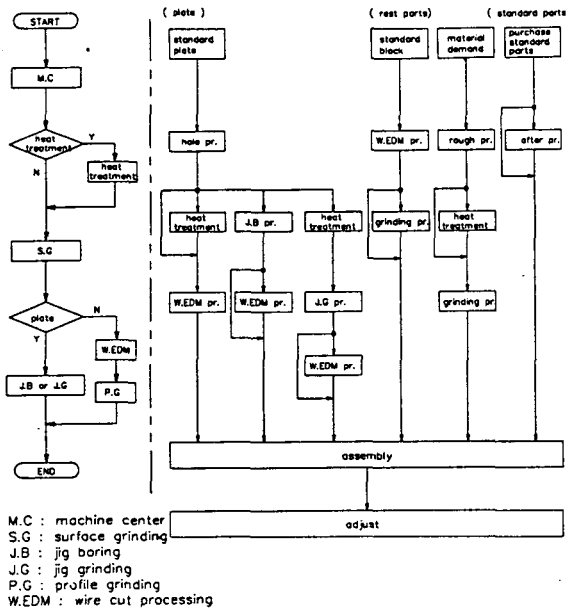 START
M.C
heat
treatment
Y
N
heat
treatment
S.G
plate
N
Y
W.EDM
J.B or J.G
P.G
END
( plate )
( rest parts)
( standard parts
standard
plate
standard
block
material
demand
purchase
standard
parts
hole pr.
W.EDM pr.
rough pr.
after pr.
heat
treatment
J.B pr.
heat
treatment
grinding pr.
heat
treatment
W.EDM pr.
W.EDM pr.
J.G pr.
grinding pr.
W.EDM pr.
assembly
adjust
M.C : machine center
S.G : surface grinding
J.B : jig boring
J.G : jig grinding
P.G : profile grinding
W.EDM : wire cut processing